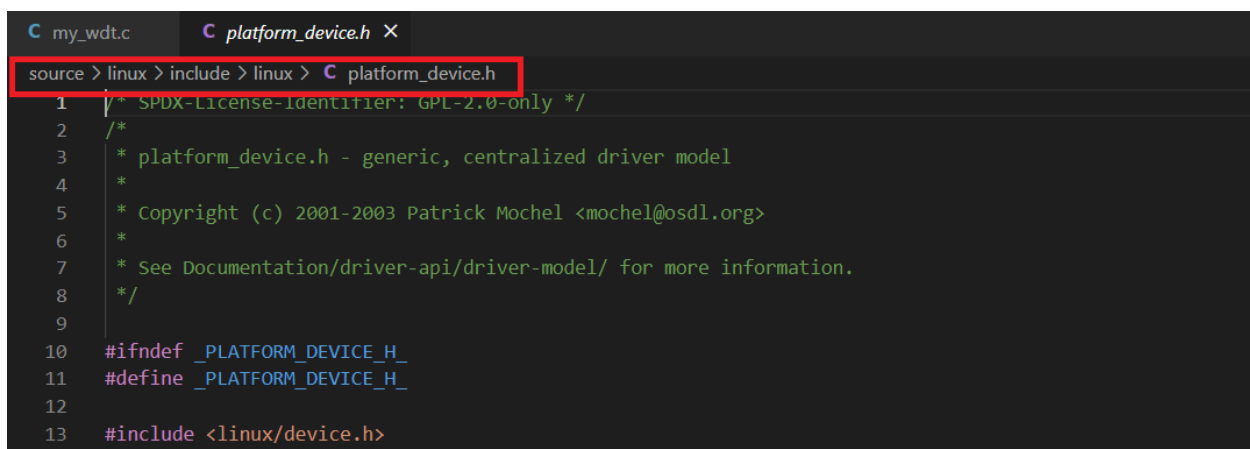 C my_wdt.c C platform_device.h ×
source > linux > include > linux > C platform_device.h
1 /* SPDX-License-Identifier: GPL-2.0-only */
2 /*
3 * platform_device.h - generic, centralized driver model
4 *
5 * Copyright (c) 2001-2003 Patrick Mochel <mochel@osdl.org>
6 *
7 * See Documentation/driver-api/driver-model/ for more information.
8 */
9
10 #ifndef _PLATFORM_DEVICE_H_
11 #define _PLATFORM_DEVICE_H_
12
13 #include <linux/device.h>